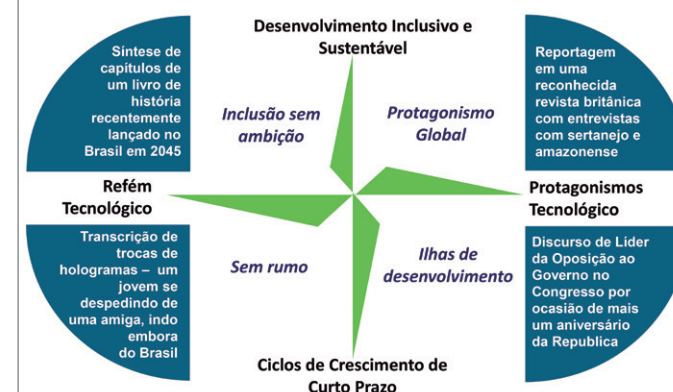 Desenvolvimento Inclusivo e
Sustentável
Síntese de
capítulos de
um livro de
história
recentemente
lançado no
Brasil em 2045
Inclusão sem
ambição
Protagonismo
Global
Reportagem
em uma
reconhecida
revista britânica
com entrevistas
com sertanejo e
amazonense
Refém
Tecnológico
Protagonismos
Tecnológico
Transcrição de
trocas de
hologramas – um
jovem se
despedindo de
uma amiga, indo
embora
do Brasil
Sem rumo
Ilhas de
desenvolvimento
Discurso de Líder
da Oposição ao
Governo no
Congresso por
ocasião de mais
um aniversário
da Republica
Ciclos de Crescimento de
Curto Prazo